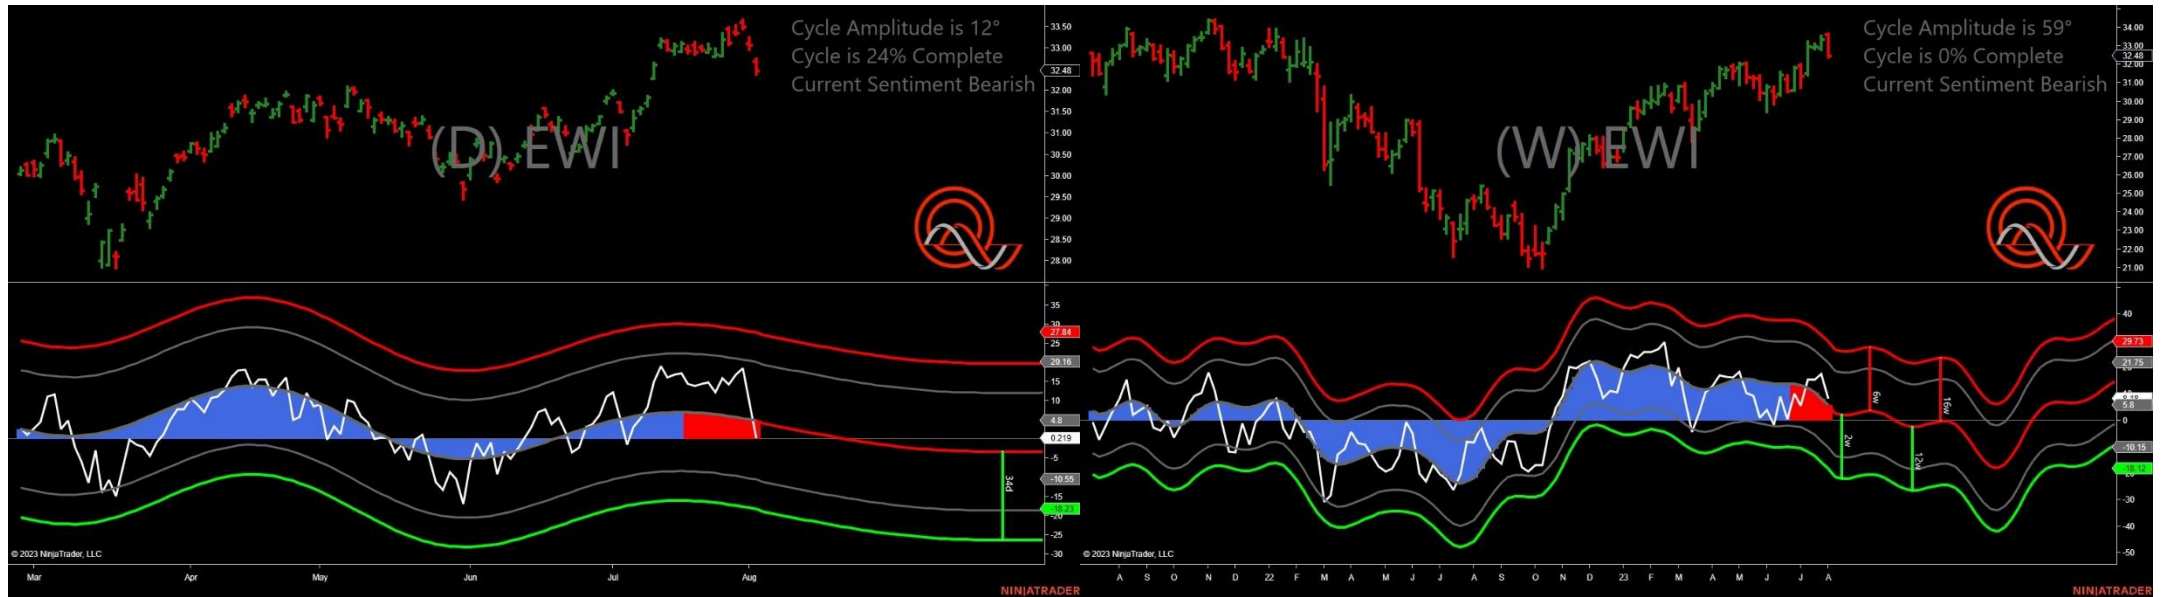 Cycle Amplitude is 12°
Cycle is 24% Complete
Current Sentiment Bearish
(D) EWI
33.50
33.00
32.48
32.00
31.50
31.00
30.50
30.00
29.50
29.00
28.50
28.00
35
27.84
25
20.16
15
10
4.8
0.219
-5
-10.55
-15
-18.23
-20
-25
-30
34d
© 2023 NinjaTrader, LLC
Mar Apr May Jun Jul Aug
NINJATRADER
Cycle Amplitude is 59°
Cycle is 0% Complete
Current Sentiment Bearish
(W) EWI
34.00
33.00
32.48
32.00
31.00
30.00
28.00
27.00
26.00
25.00
24.00
23.00
22.00
21.00
40
29.73
21.75
5.8
0
-10.15
-18.12
-30
-40
-50
2w
6w
12w
16w
© 2023 NinjaTrader, LLC
A S O N D 22 F M A M J J A S O N D 23 F M A M J J A
NINJATRADER